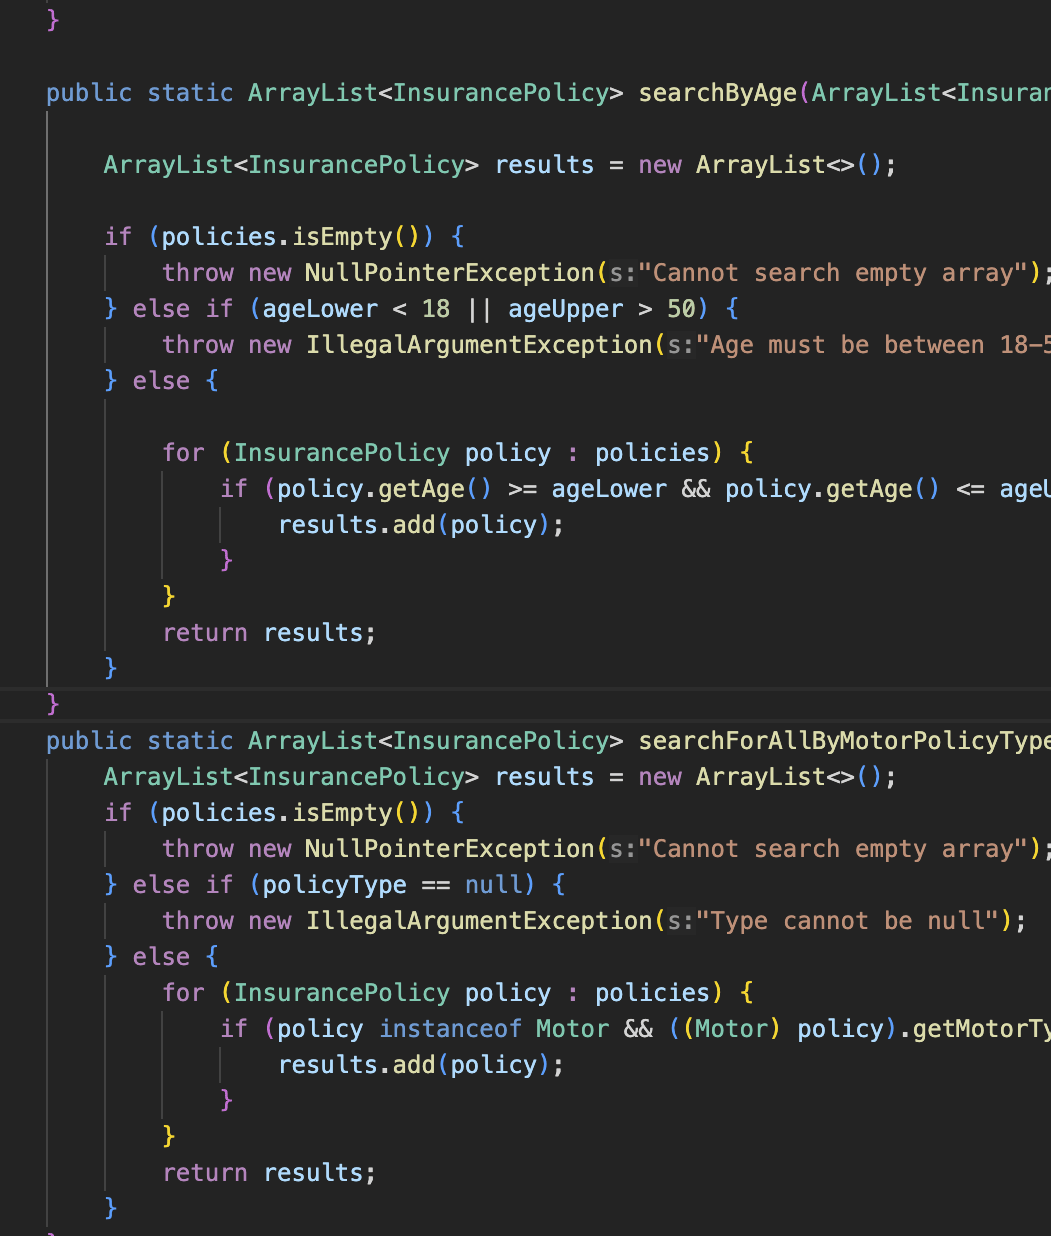 }
public static ArrayList<InsurancePolicy> searchByAge(ArrayList<Insuran
ArrayList<InsurancePolicy> results = new ArrayList<>();
if (policies.isEmpty()) {
throw new NullPointerException(s:"Cannot search empty array");
} else if (ageLower < 18 || ageUpper > 50) {
throw new IllegalArgumentException(s:"Age must be between 18-5
} else {
for (InsurancePolicy policy : policies) {
if (policy.getAge() >= ageLower && policy.getAge() <= ageU
results.add(policy);
}
}
return results;
}
}
public static ArrayList<InsurancePolicy> searchForAllByMotorPolicyType
ArrayList<InsurancePolicy> results = new ArrayList<>();
if (policies.isEmpty()) {
throw new NullPointerException(s:"Cannot search empty array");
} else if (policyType == null) {
throw new IllegalArgumentException(s:"Type cannot be null");
} else {
for (InsurancePolicy policy : policies) {
if (policy instanceof Motor && ((Motor) policy).getMotorTy
results.add(policy);
}
}
return results;
}